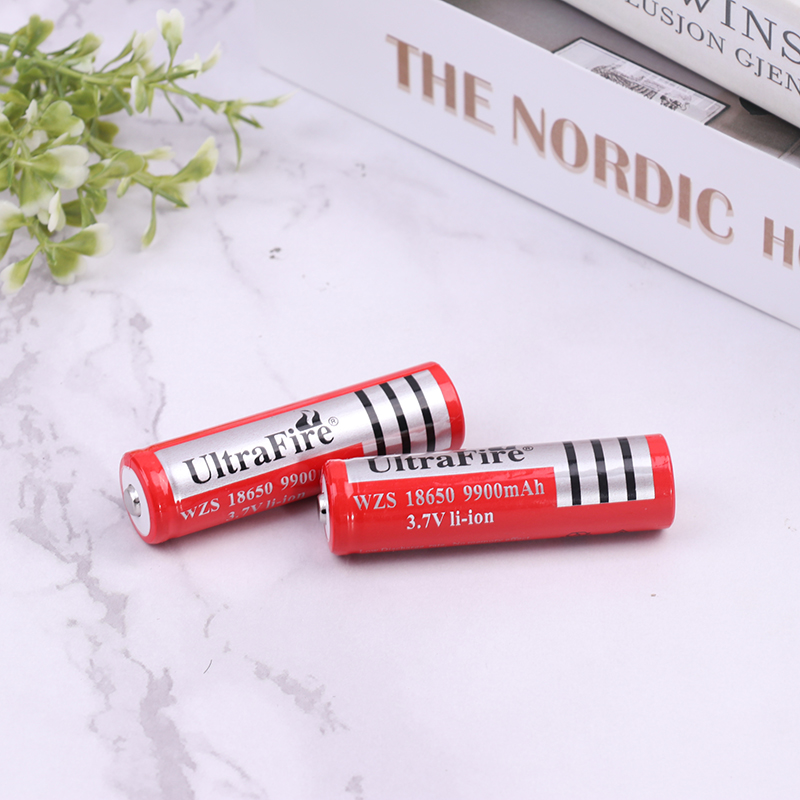 WINS
LUSJON GJEN
THE NORDIC
UltraFire®
WZS 18650 9900
3.7V li-ion
UltraFire®
WZS 18650 9900mAh
3.7V li-ion